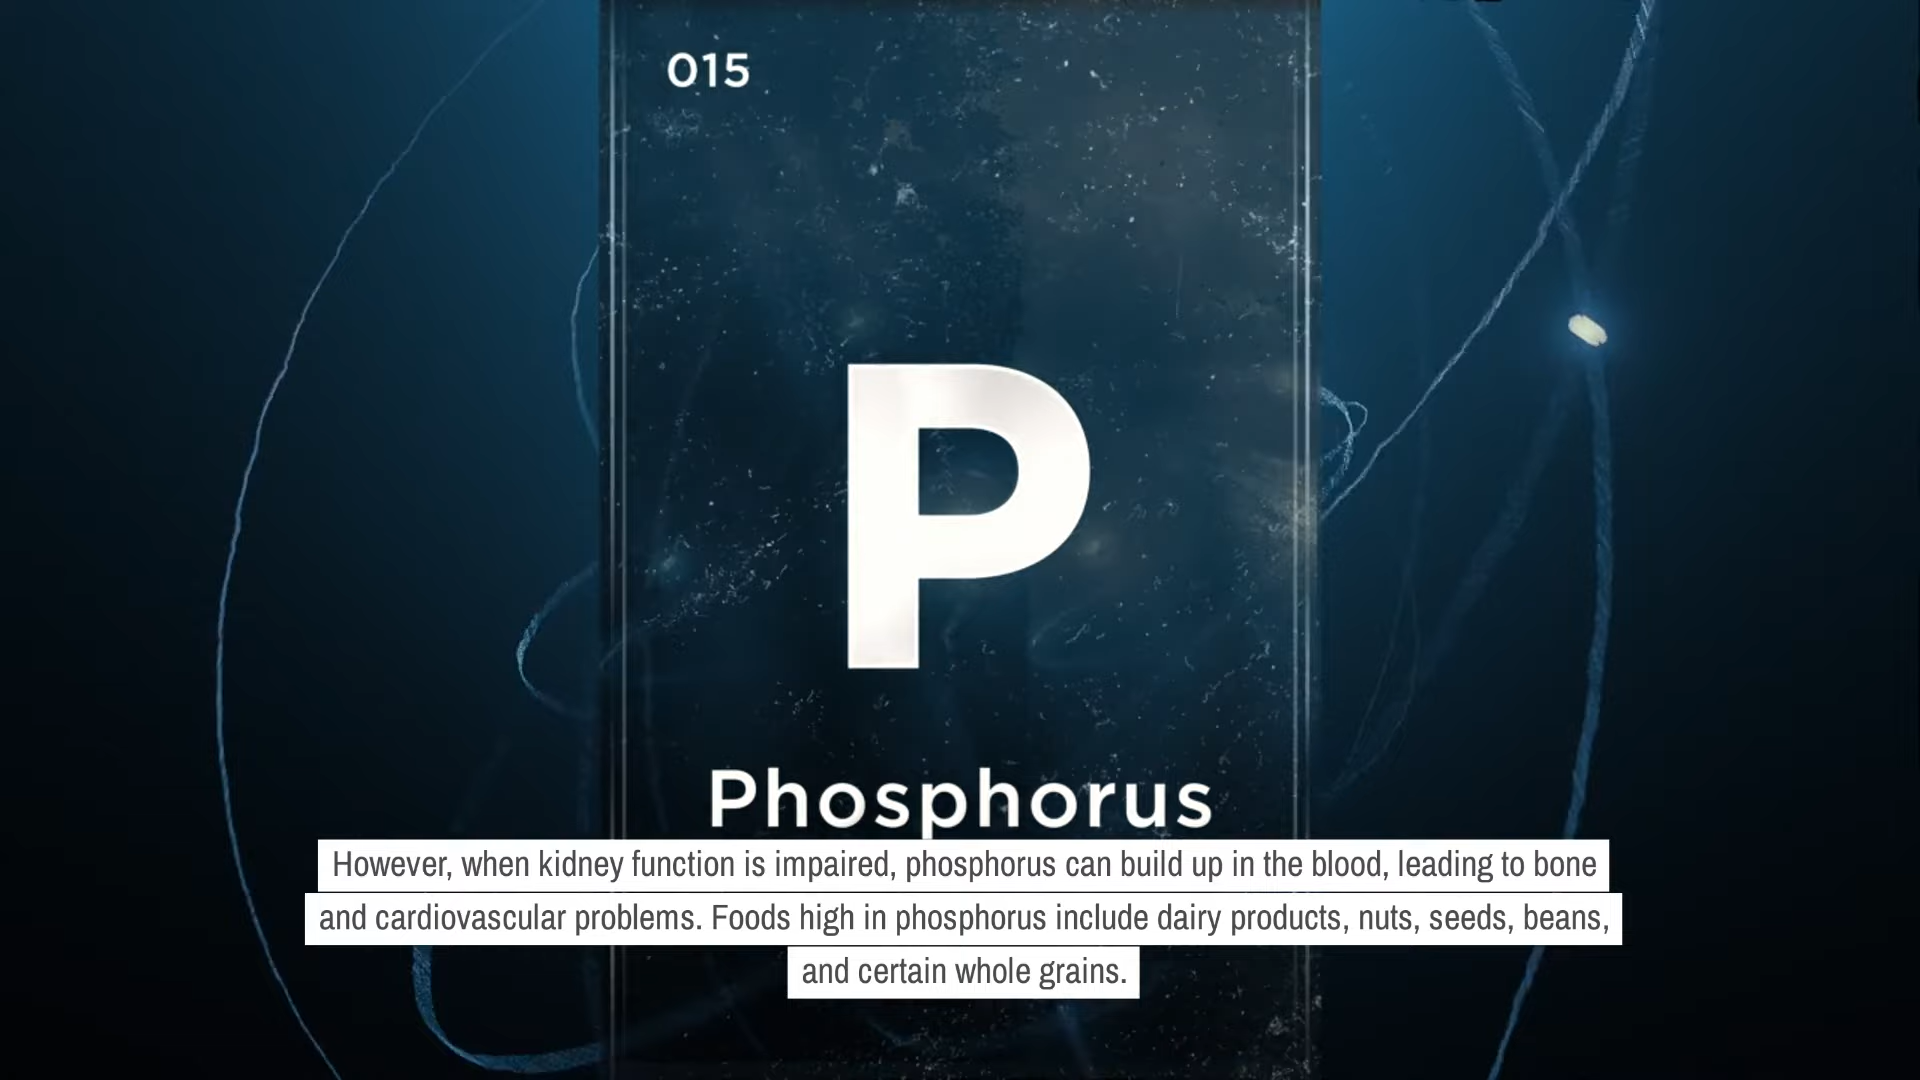 015
P
Phosphorus
However, when kidney function is impaired, phosphorus can build up in the blood, leading to bone
and cardiovascular problems. Foods high in phosphorus include dairy products, nuts, seeds, beans,
and certain whole grains.